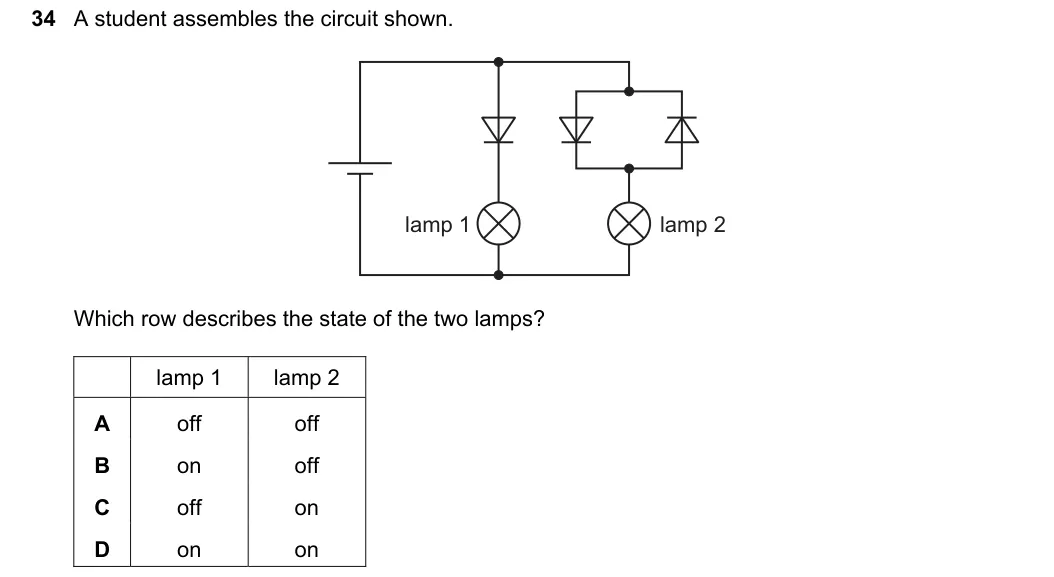 34 A student assembles the circuit shown.
lamp 1
lamp 2
Which row describes the state of the two lamps?
lamp 1 lamp 2
A off off
B on off
C off on
D on on